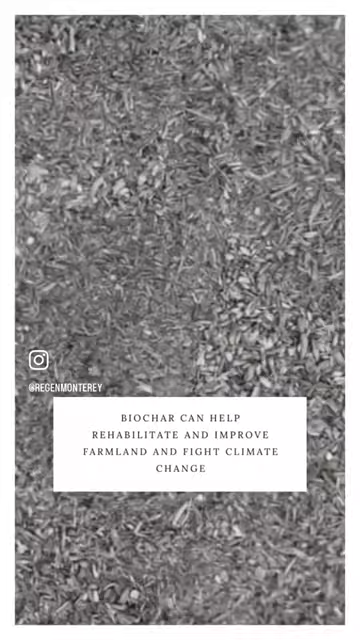 @REGENMONTEREY
BIOCHAR CAN HELP
REHABILITATE AND IMPROVE
FARMLAND AND FIGHT CLIMATE
CHANGE